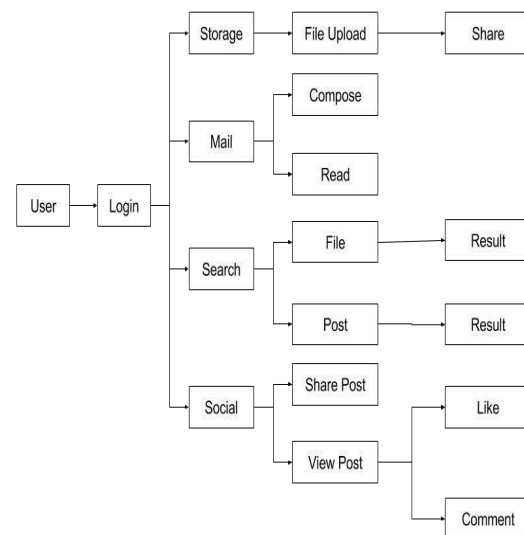 Storage
File Upload
Share
Compose
Mail
Read
User
Login
File
Result
Search
Post
Result
Share Post
Social
Like
View Post
Comment